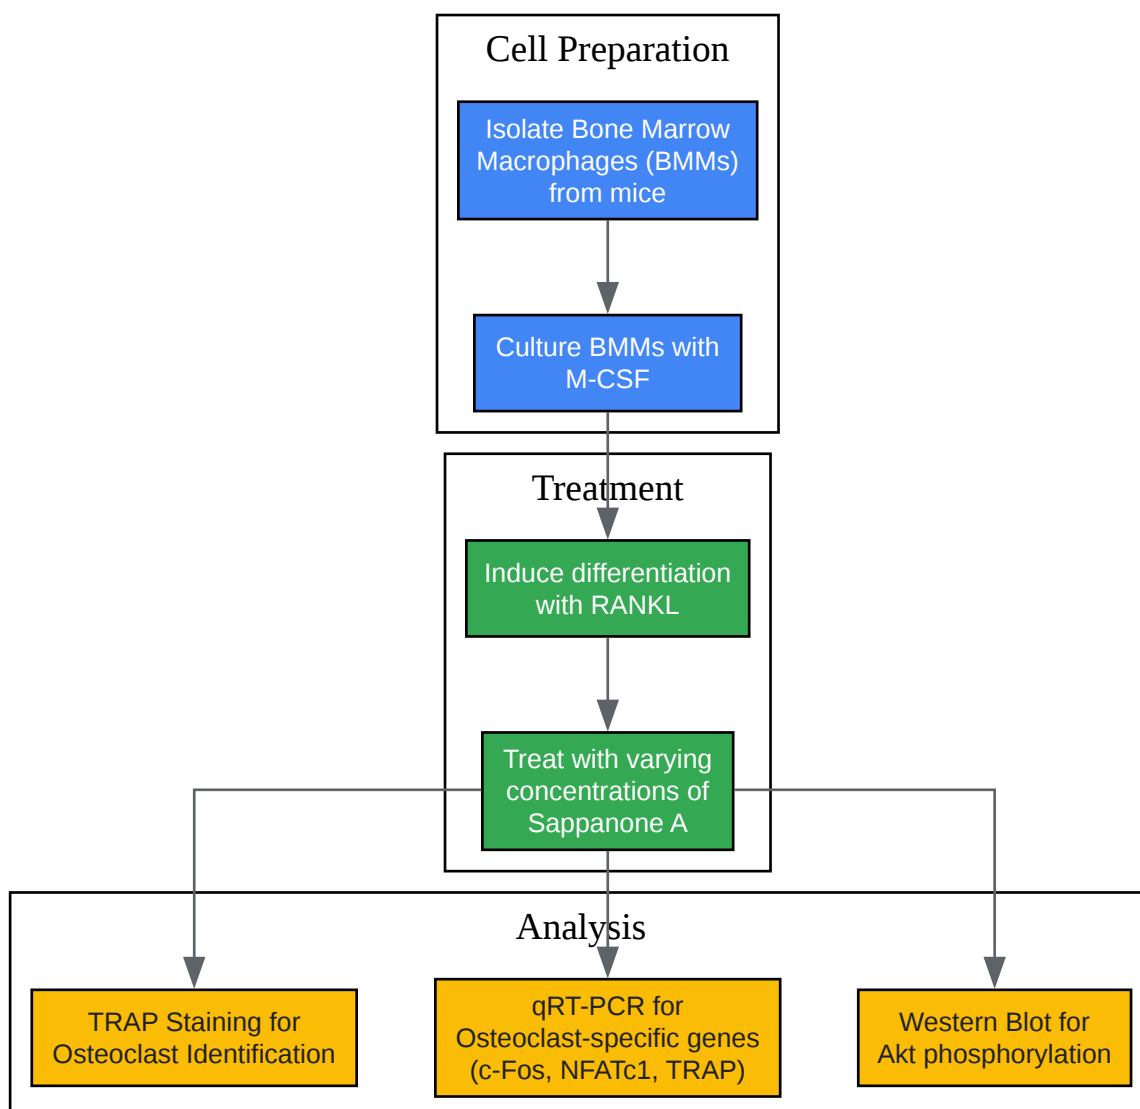 Cell Preparation
Isolate Bone Marrow
Macrophages (BMMs)
from mice
Culture BMMs with
M-CSF
Treatment
Induce differentiation
with RANKL
Treat with varying
concentrations of
Sappanone A
Analysis
TRAP Staining for
Osteoclast Identification
qRT-PCR for
Osteoclast-specific genes
(c-Fos, NFATc1, TRAP)
Western Blot for
Akt phosphorylation